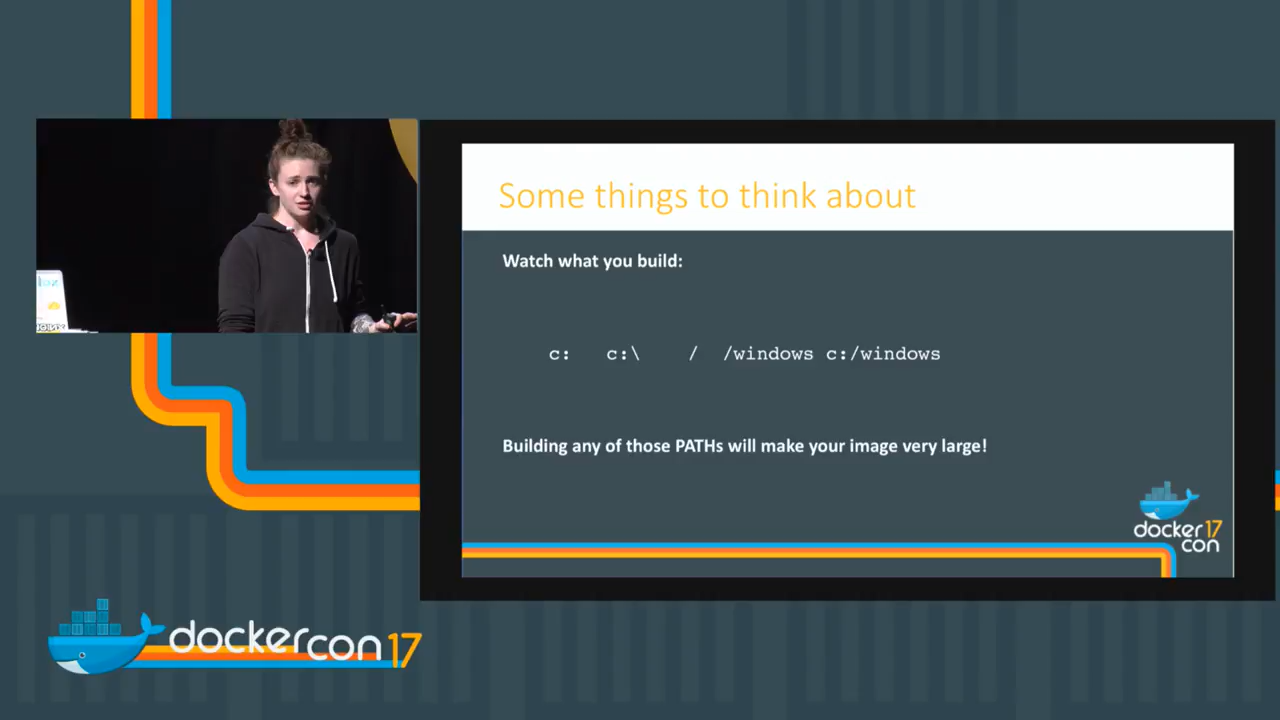 Some things to think about
Watch what you build:
c: c:\ / /windows c:/windows
Building any of those PATHs will make your image very large!
docker 17
con
dockercon 17